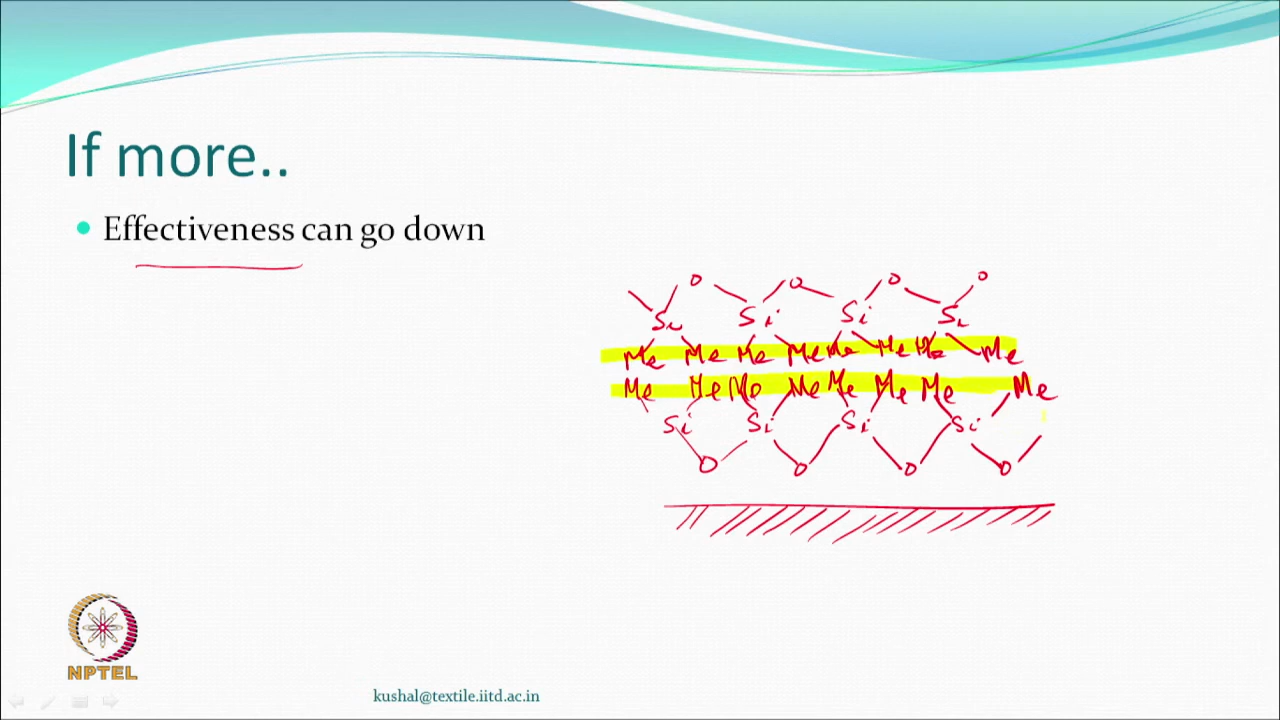 If more..
Effectiveness can go down
O O O O
Si Si Si Si
Me Me Me Me Me Me Me Me
Me Me Me Me Me Me Me Me
Si Si Si Si
O O O O
NPTEL
kushal@textile.iitd.ac.in